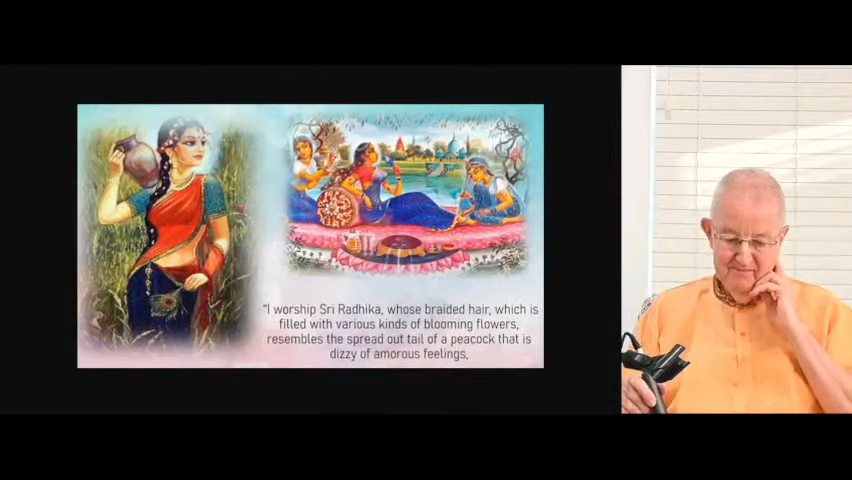 "I worship Sri Radhika, whose braided hair, which is
filled with various kinds of blooming flowers,
resembles the spread out tail of a peacock that is
dizzy of amorous feelings,